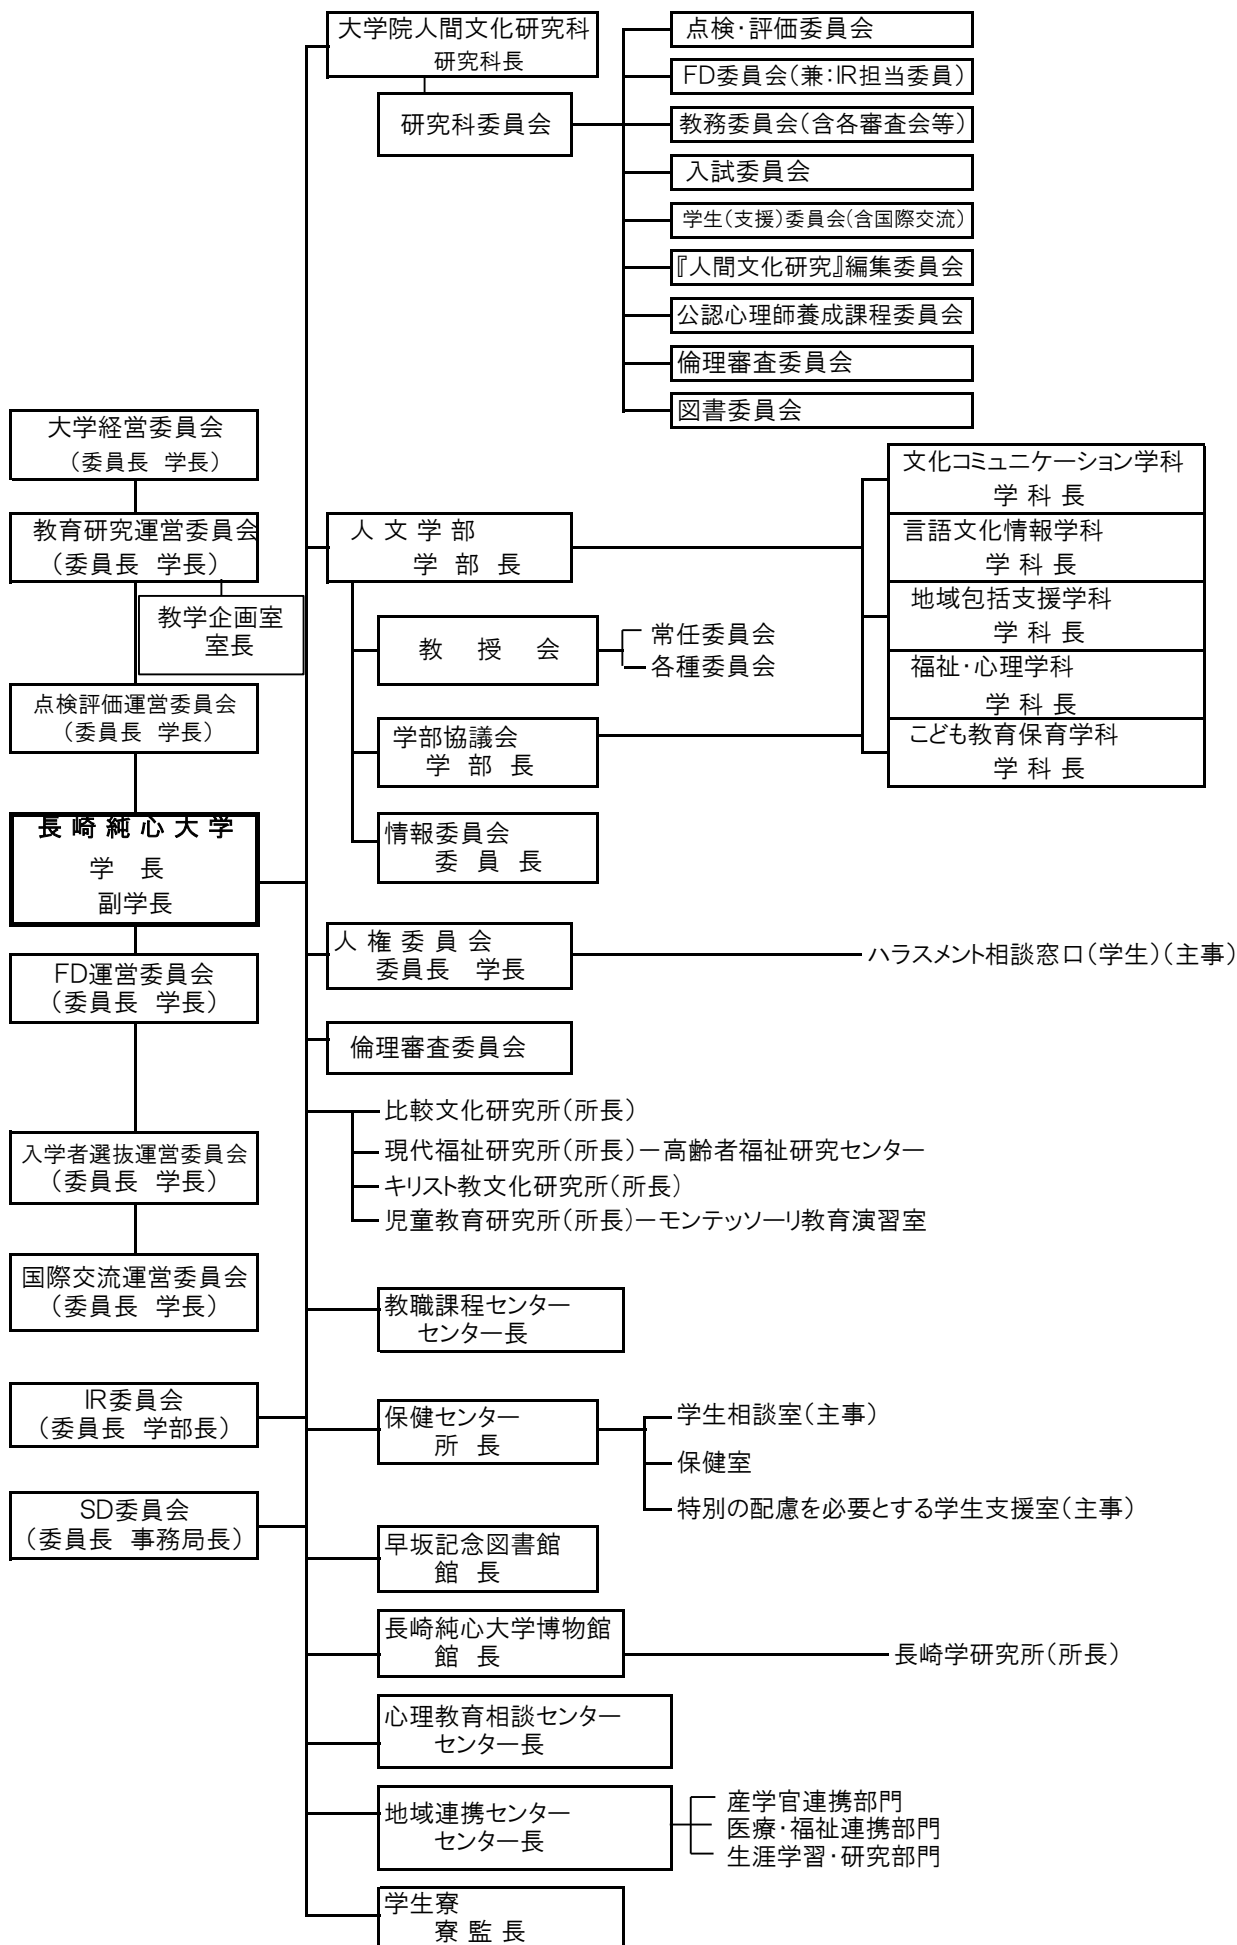 大学院人間文化研究科
研究科長
研究科委員会
点検・評価委員会
FD委員会(兼:IR担当委員)
教務委員会(含各審査会等)
入試委員会
学生(支援)委員会(含国際交流)
『人間文化研究』編集委員会
公認心理師養成課程委員会
倫理審査委員会
図書委員会
大学経営委員会
(委員長 学長)
教育研究運営委員会
(委員長 学長)
教学企画室
室長
点検評価運営委員会
(委員長 学長)
長崎純心大学
学 長
副学長
FD運営委員会
(委員長 学長)
入学者選抜運営委員会
(委員長 学長)
国際交流運営委員会
(委員長 学長)
IR委員会
(委員長 学部長)
SD委員会
(委員長 事務局長)
人文学部
学部長
教 授 会
常任委員会
各種委員会
学部協議会
学部長
情報委員会
委員長
文化コミュニケーション学科
学科長
言語文化情報学科
学科長
地域包括支援学科
学科長
福祉・心理学科
学科長
こども教育保育学科
学科長
人権委員会
委員長 学長
ハラスメント相談窓口(学生)(主事)
倫理審査委員会
比較文化研究所(所長)
現代福祉研究所(所長)ー高齢者福祉研究センター
キリスト教文化研究所(所長)
児童教育研究所(所長)ーモンテッソーリ教育演習室
教職課程センター
センター長
保健センター
所 長
学生相談室(主事)
保健室
特別の配慮を必要とする学生支援室(主事)
早坂記念図書館
館 長
長崎純心大学博物館
館 長
長崎学研究所(所長)
心理教育相談センター
センター長
地域連携センター
センター長
産学官連携部門
医療・福祉連携部門
生涯学習・研究部門
学生寮
寮監長